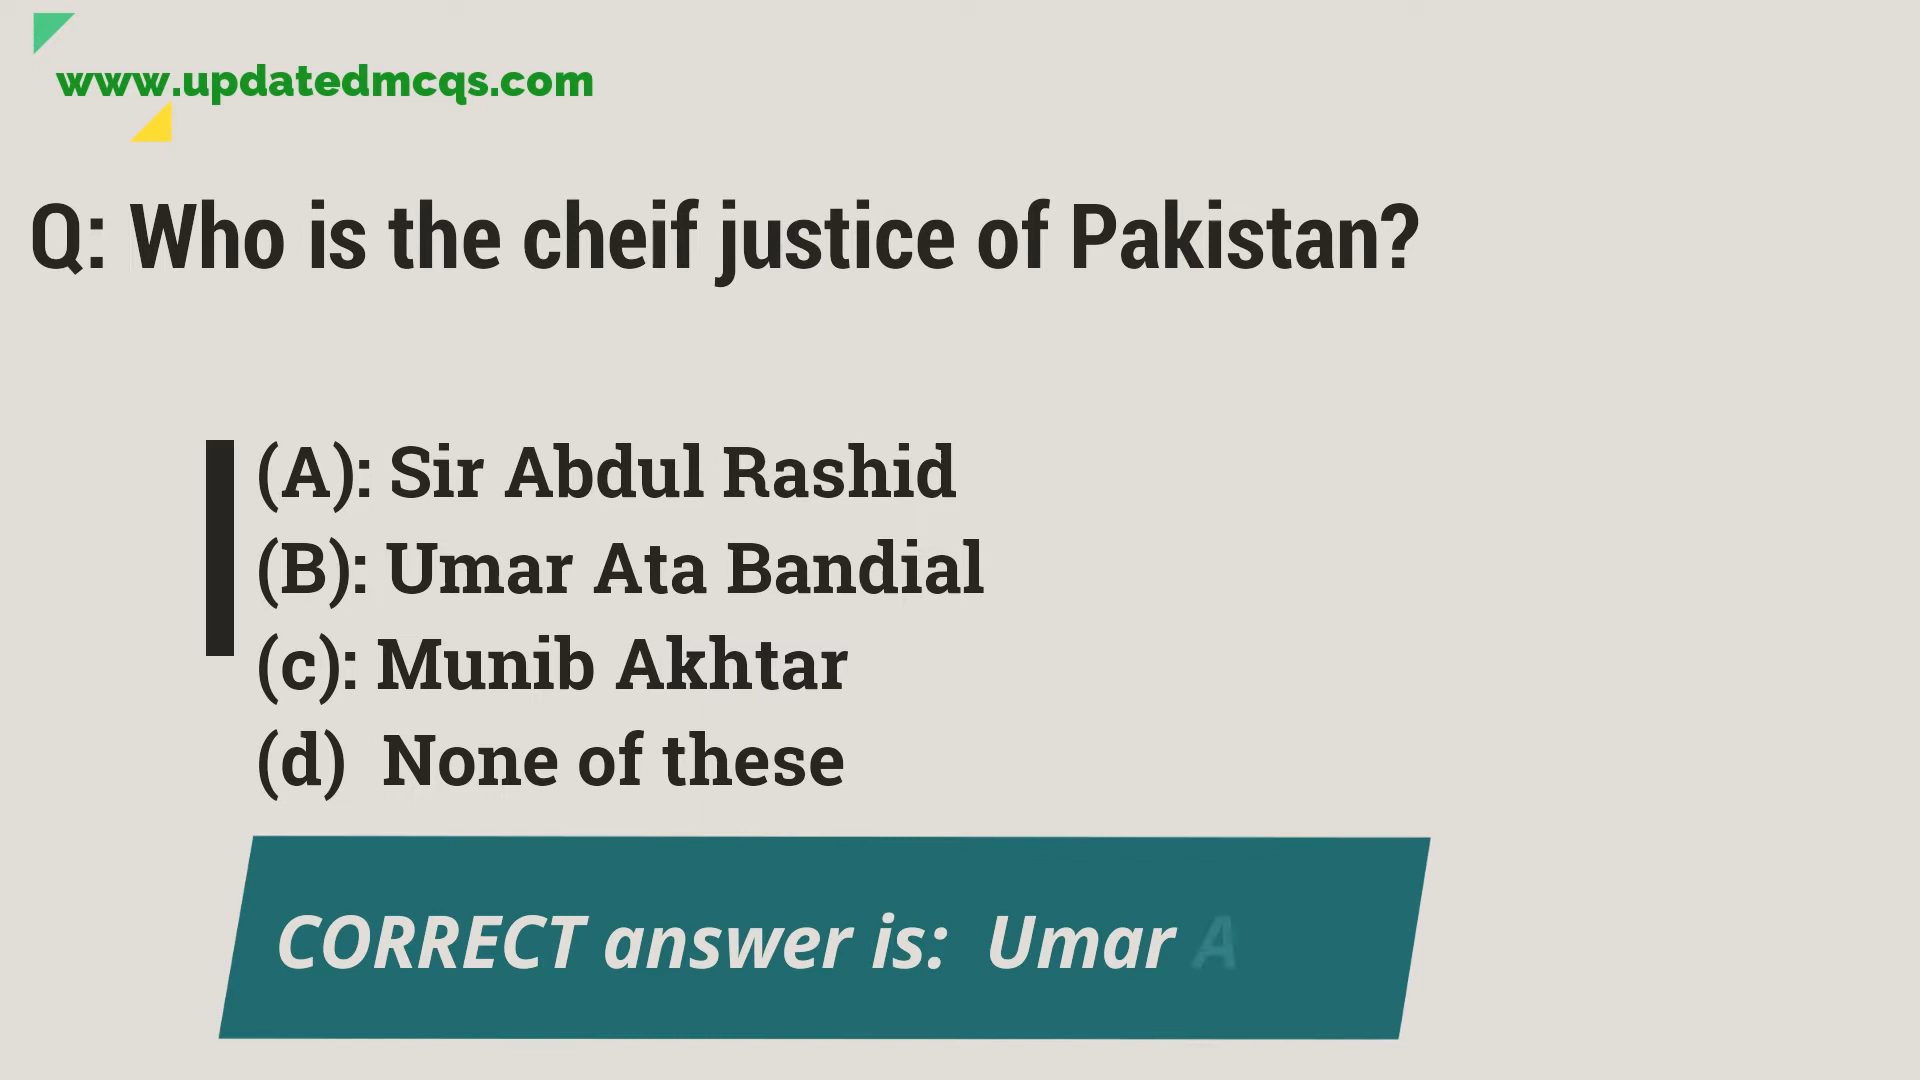 www.updatedmcqs.com
Q: Who is the cheif justice of Pakistan?
(A): Sir Abdul Rashid
(B): Umar Ata Bandial
(c): Munib Akhtar
(d) None of these
CORRECT answer is: Umar A